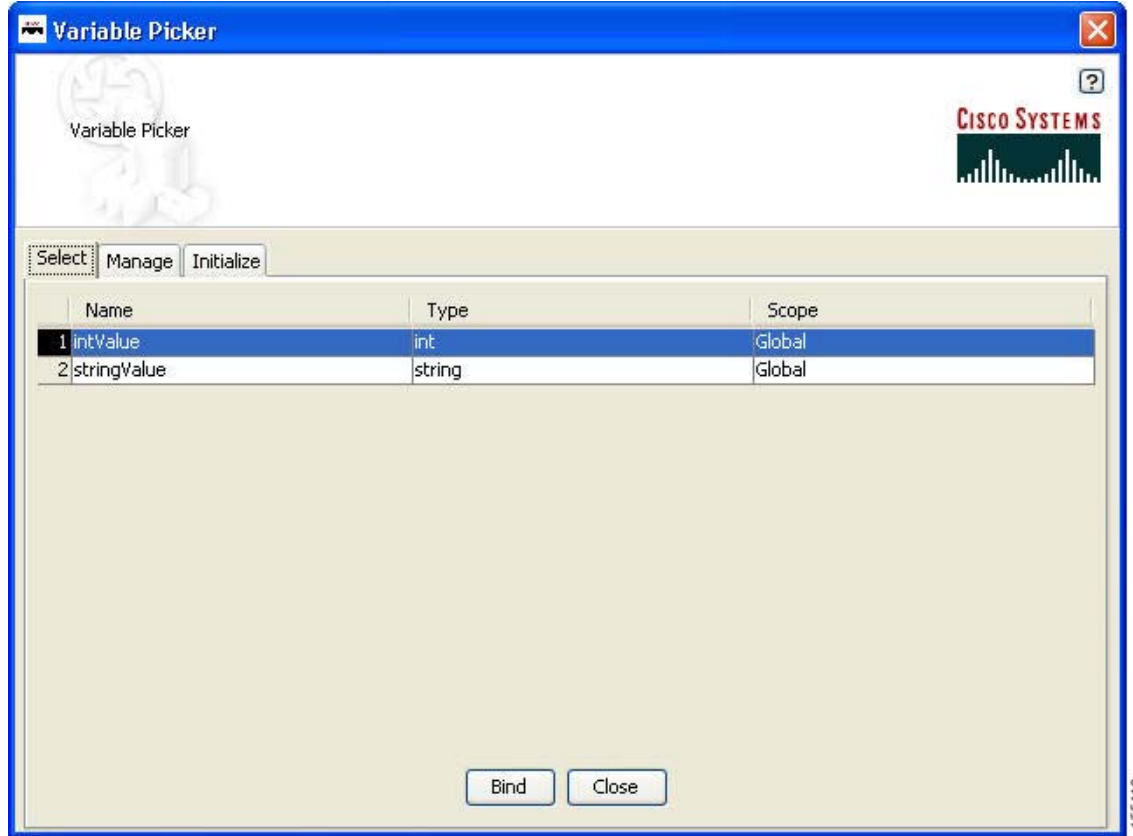 Variable Picker
?
Variable Picker
CISCO SYSTEMS
Select Manage Initialize
Name Type Scope
1 intValue int Global
2 stringValue string Global
Bind Close